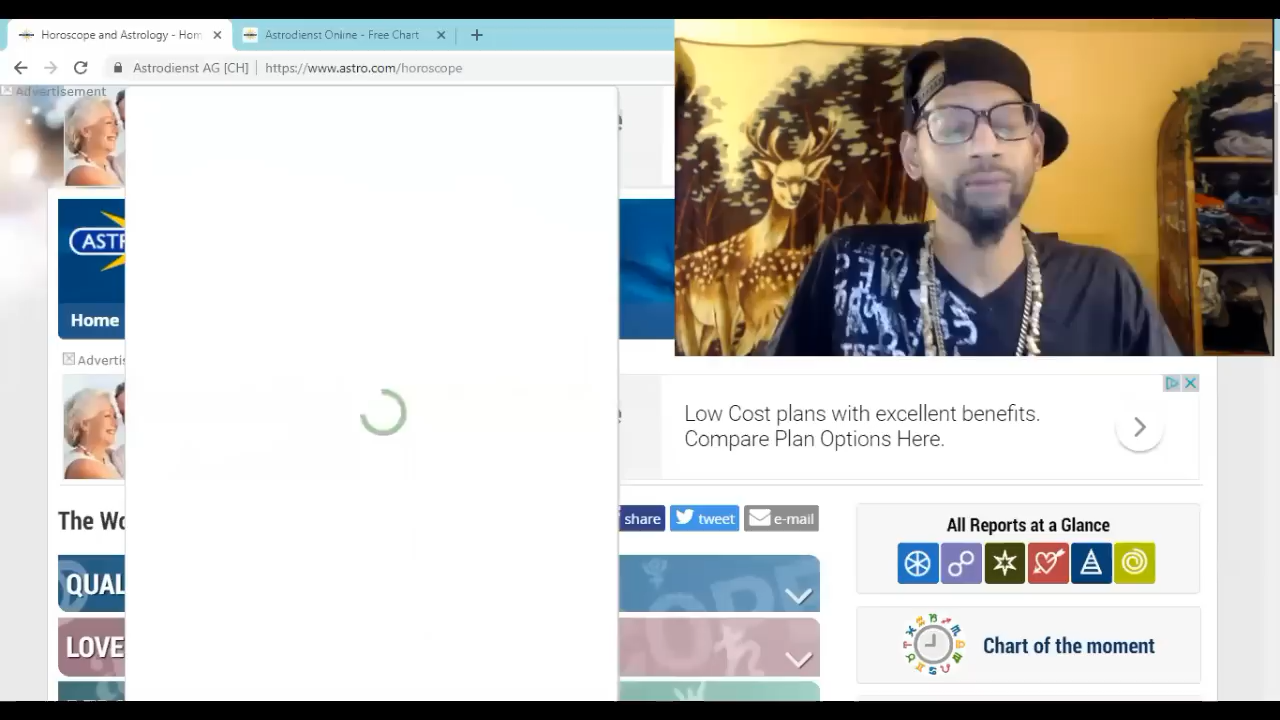 Horoscope and Astrology - Hom
Astrodienst Online - Free Chart
Astrodienst AG [CH]
https://www.astro.com/horoscope
Advertisement
ASTR
Home
Advertis
Low Cost plans with excellent benefits.
Compare Plan Options Here.
The Wo
share
tweet
e-mail
All Reports at a Glance
QUAL
LOVE
Chart of the moment